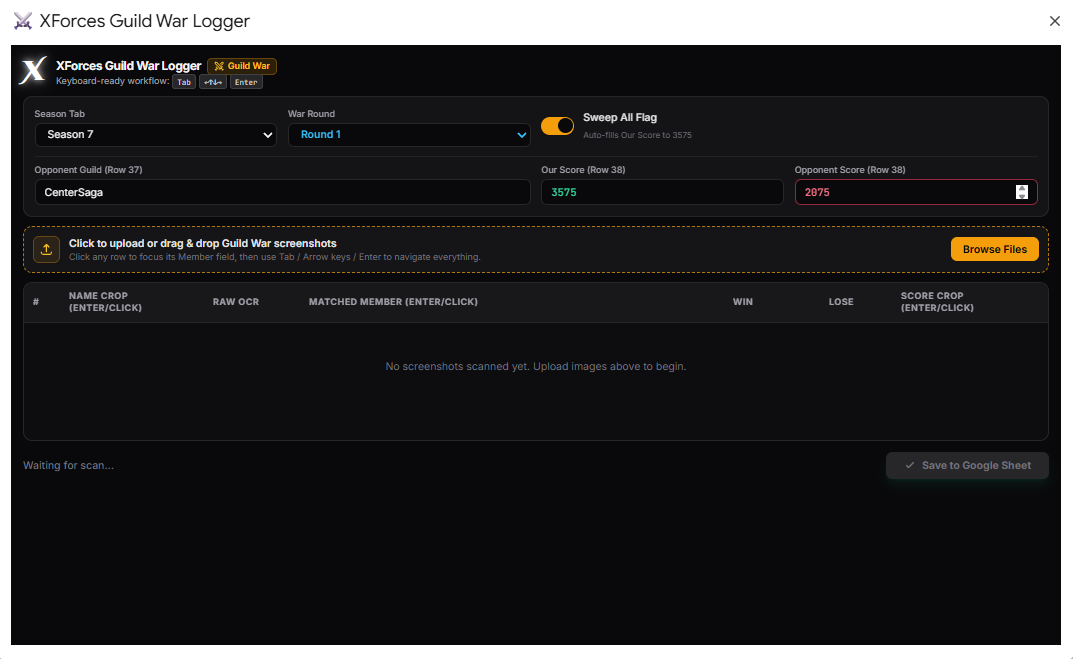 XForces Guild War Logger
XForces Guild War Logger Guild War
Keyboard-ready workflow: Tab Enter
Season Tab War Round Sweep All Flag
Season 7 Round 1 Auto-fills Our Score to 3575
Opponent Guild (Row 37) Our Score (Row 38) Opponent Score (Row 38)
CenterSaga 3575 2075
Click to upload or drag & drop Guild War screenshots
Click any row to focus its Member field, then use Tab / Arrow keys / Enter to navigate everything.
Browse Files
# NAME CROP (ENTER/CLICK) RAW OCR MATCHED MEMBER (ENTER/CLICK) WIN LOSE SCORE CROP (ENTER/CLICK)
No screenshots scanned yet. Upload images above to begin.
Waiting for scan... Save to Google Sheet